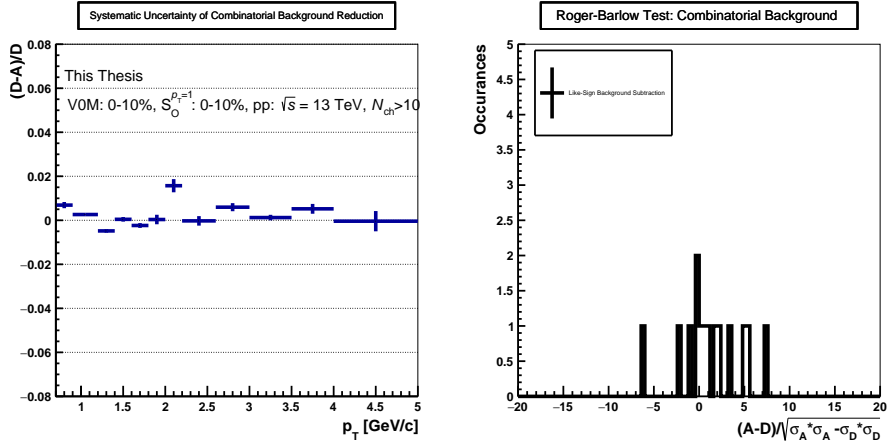 Systematic Uncertainty of Combinatorial Background Reduction
(D-A)/D
0.08
0.06
0.04
0.02
0
−0.02
−0.04
−0.06
−0.08
This Thesis
V0M: 0-10%, S_O^{p_T=1}: 0-10%, pp: √s = 13 TeV, N_ch>10
1 1.5 2 2.5 3 3.5 4 4.5 5
p_T [GeV/c]
Roger-Barlow Test: Combinatorial Background
Occurances
5
4.5
4
3.5
3
2.5
2
1.5
1
0.5
0
Like-Sign Background Subtraction
−20 −15 −10 −5 0 5 10 15 20
(A-D)/√σ_A*σ_A -σ_D*σ_D